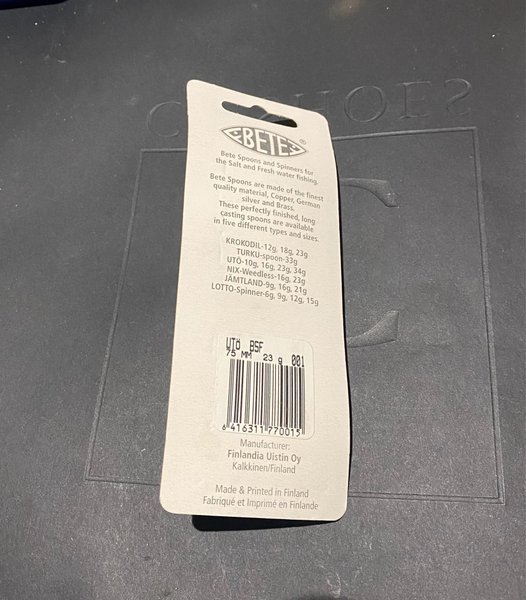 BETE®
Bete Spoons and Spinners for
the Salt and Fresh water fishing.
Bete Spoons are made of the finest
quality material, Copper, German
silver and Brass.
These perfectly finished, long
casting spoons are available
in five different types and sizes.
KROKODIL-12g, 18g, 23g
TURKU-spoon-33g
UTÖ-10g, 16g, 23g, 34g
NIX-Weedless-16g, 23g
JÄMTLAND-9g, 16g, 21g
LOTTO-Spinner-6g, 9g, 12g, 15g
UTÖ BSF
75 MM 23 g 001
6 416311 770015
Manufacturer:
Finlandia Uistin Oy
Kalkkinen/Finland
Made & Printed in Finland
Fabriqué et Imprimé en Finlande